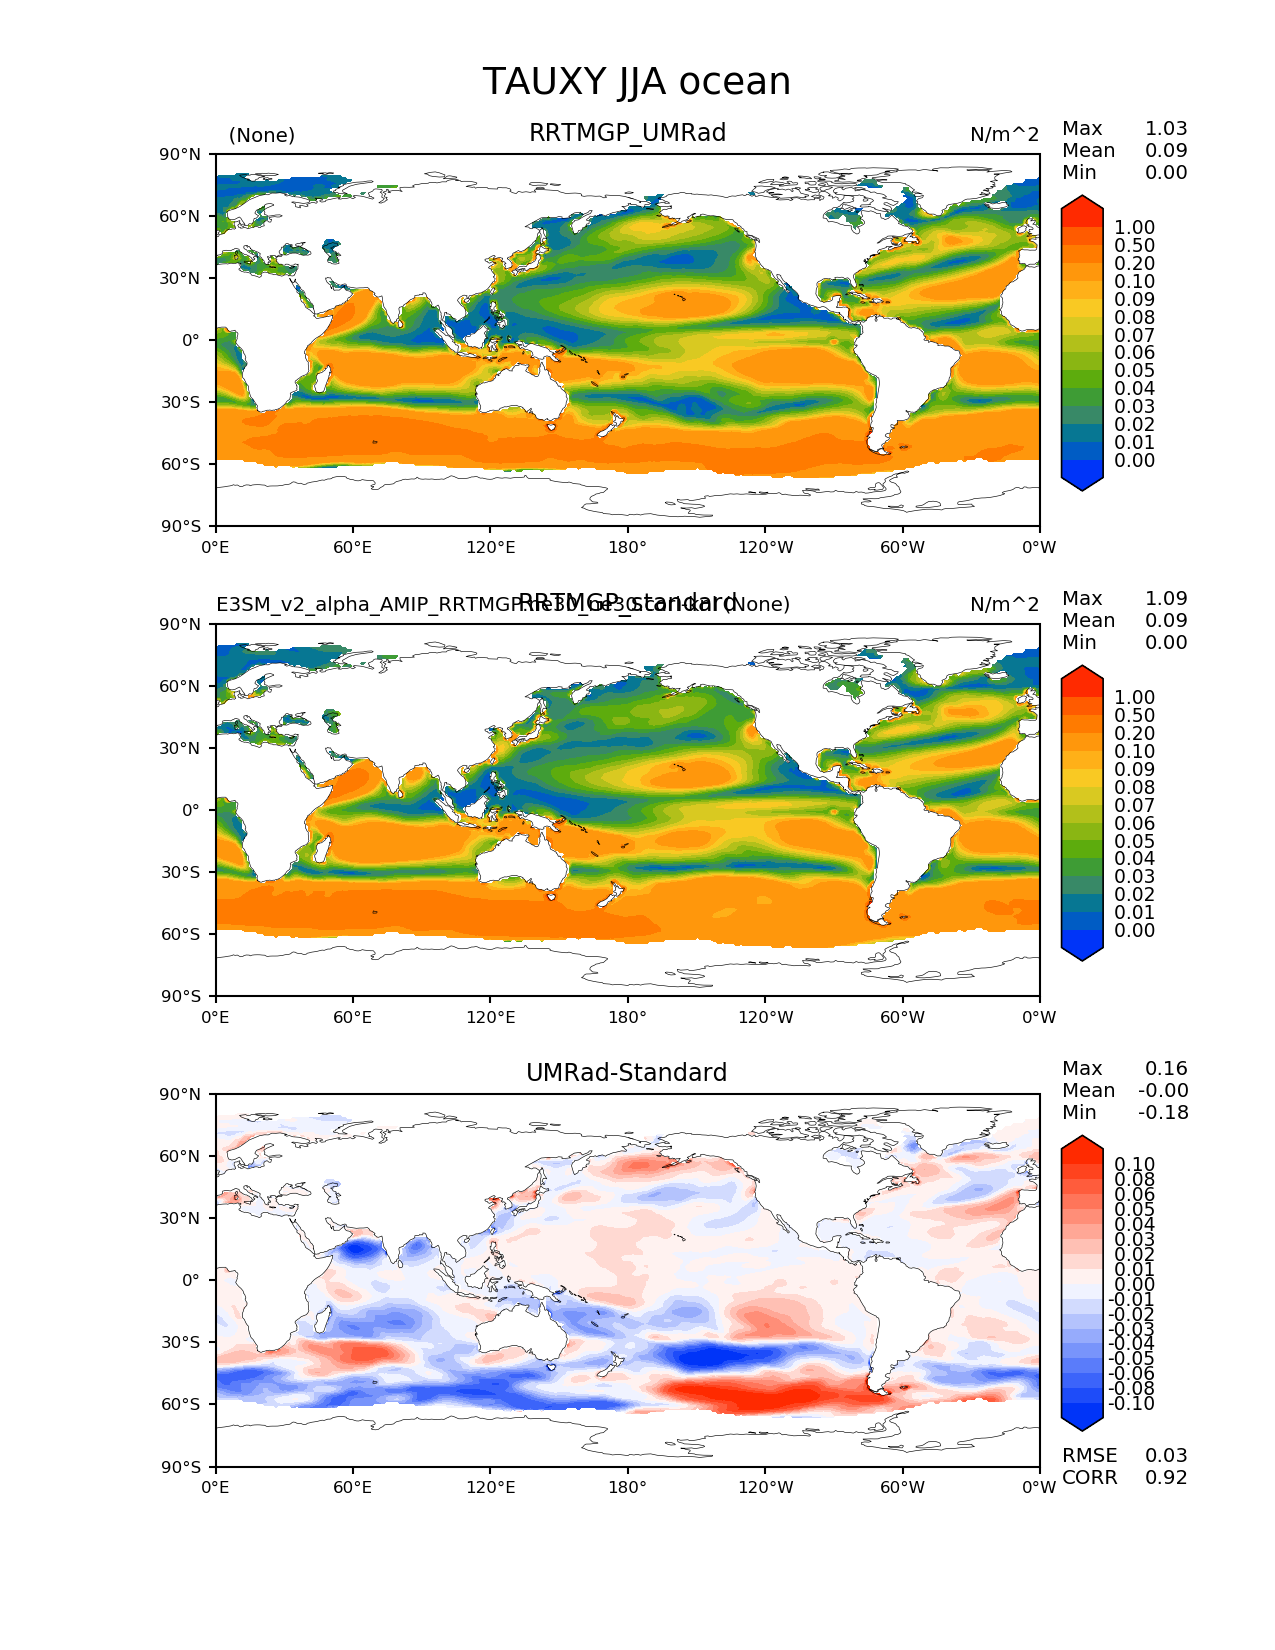 TAUXY JJA ocean
(None) RRTMGP_UMRad N/m^2
Max 1.03
Mean 0.09
Min 0.00
90°N
60°N
30°N
0°
30°S
60°S
90°S
0°E 60°E 120°E 180° 120°W 60°W 0°W
1.00
0.50
0.20
0.10
0.09
0.08
0.07
0.06
0.05
0.04
0.03
0.02
0.01
0.00
E3SM_v2_alpha_AMIP_RRTMGP (None) RRTMGP_standard N/m^2
Max 1.09
Mean 0.09
Min 0.00
90°N
60°N
30°N
0°
30°S
60°S
90°S
0°E 60°E 120°E 180° 120°W 60°W 0°W
1.00
0.50
0.20
0.10
0.09
0.08
0.07
0.06
0.05
0.04
0.03
0.02
0.01
0.00
UMRad-Standard
Max 0.16
Mean -0.00
Min -0.18
90°N
60°N
30°N
0°
30°S
60°S
90°S
0°E 60°E 120°E 180° 120°W 60°W 0°W
0.10
0.08
0.06
0.05
0.04
0.03
0.02
0.01
0.00
-0.01
-0.02
-0.03
-0.04
-0.05
-0.06
-0.08
-0.10
RMSE 0.03
CORR 0.92